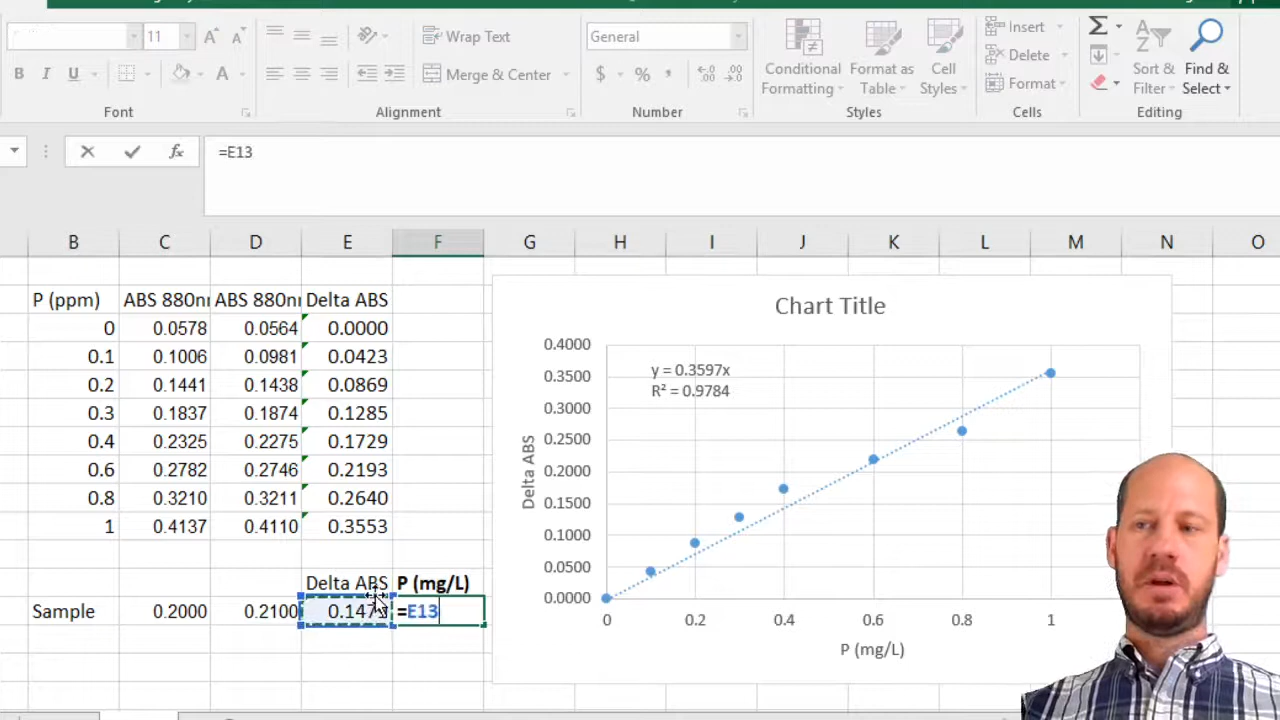 11
Wrap Text
General
Insert
B I U
Merge & Center
$ %
Conditional Formatting
Format as Table
Cell Styles
Delete
Format
Sort & Filter
Find & Select
Font
Alignment
Number
Styles
Cells
Editing
fx
=E13
B C D E F G H I J K L M N O
P (ppm) ABS 880nm ABS 880nm Delta ABS
0 0.0578 0.0564 0.0000
0.1 0.1006 0.0981 0.0423
0.2 0.1441 0.1438 0.0869
0.3 0.1837 0.1874 0.1285
0.4 0.2325 0.2275 0.1729
0.6 0.2782 0.2746 0.2193
0.8 0.3210 0.3211 0.2640
1 0.4137 0.4110 0.3553
Delta ABS P (mg/L)
Sample 0.2000 0.2100 =E13
Chart Title
y = 0.3597x
R² = 0.9784
0.4000
0.3500
0.3000
0.2500
0.2000
0.1500
0.1000
0.0500
0.0000
Delta ABS
0 0.2 0.4 0.6 0.8 1
P (mg/L)